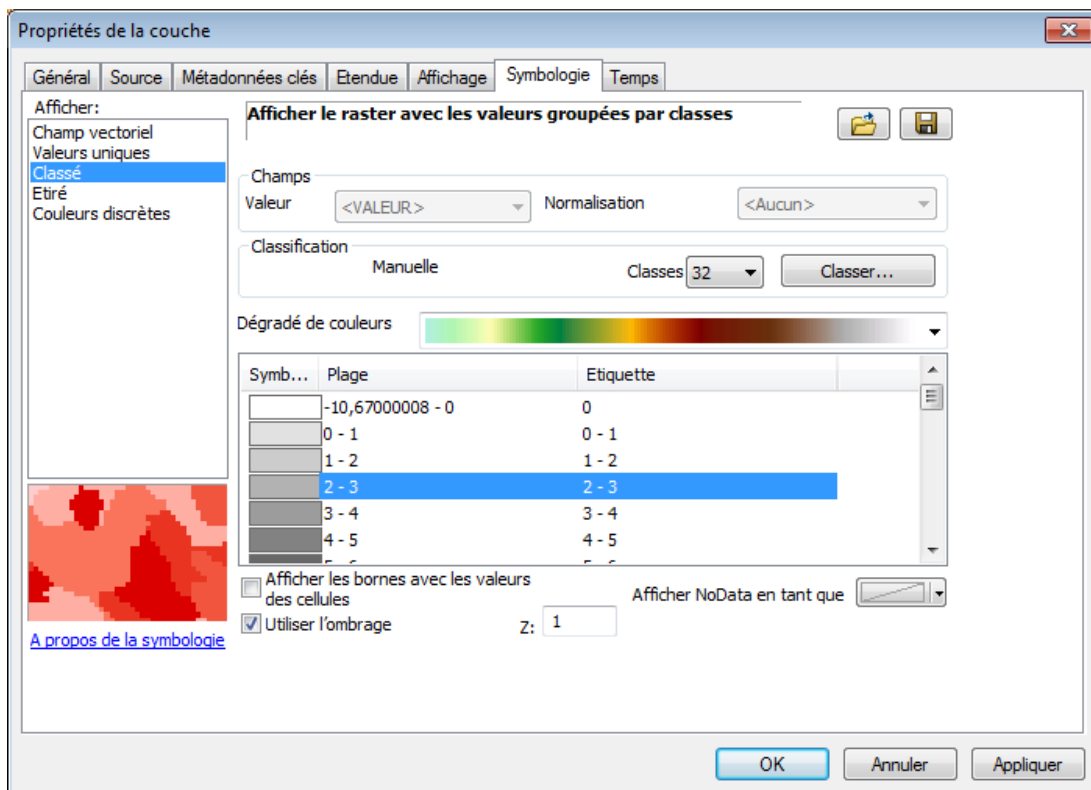 Propriétés de la couche
Général Source Métadonnées clés Etendue Affichage Symbologie Temps
Afficher:
Champ vectoriel
Valeurs uniques
Classé
Etiré
Couleurs discrètes
A propos de la symbologie
Afficher le raster avec les valeurs groupées par classes
Champs
Valeur <VALEUR> Normalisation <Aucun>
Classification
Manuelle Classes 32 Classer...
Dégradé de couleurs
Symb... Plage Etiquette
-10,67000008 - 0 0
0 - 1 0 - 1
1 - 2 1 - 2
2 - 3 2 - 3
3 - 4 3 - 4
4 - 5 4 - 5
Afficher les bornes avec les valeurs
des cellules
Afficher NoData en tant que
Utiliser l'ombrage Z: 1
OK Annuler Appliquer